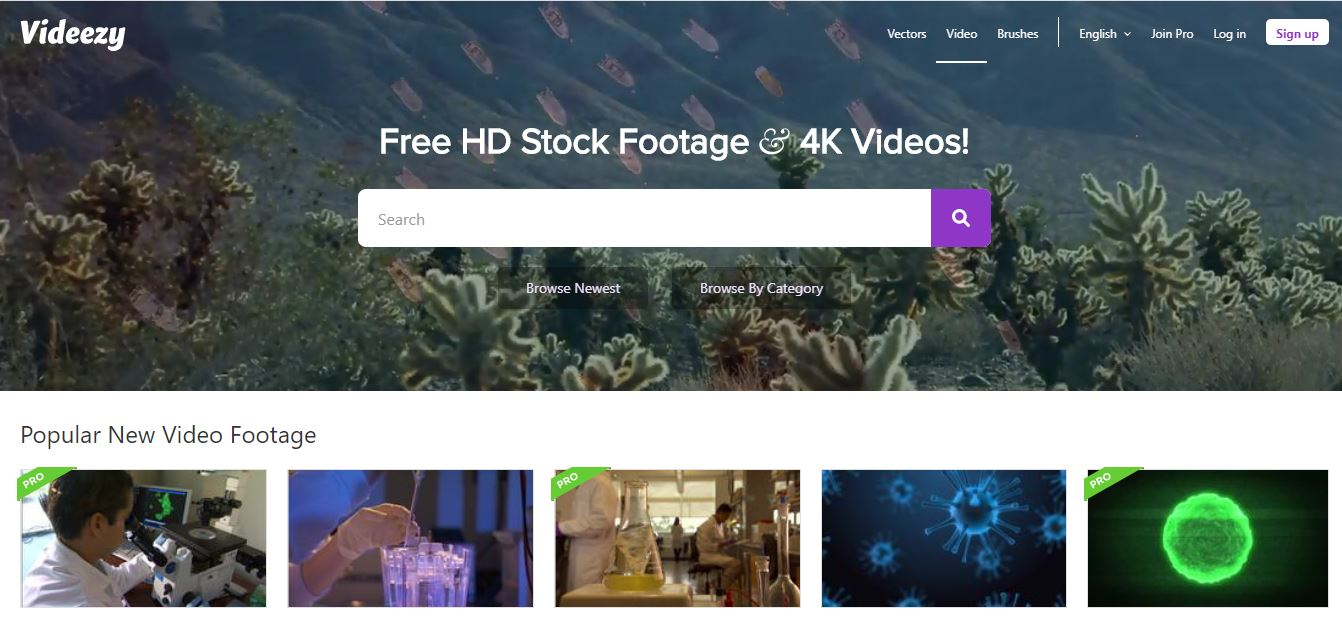 Videezy
Vectors Video Brushes English Join Pro Log in Sign up
Free HD Stock Footage & 4K Videos!
Search
Browse Newest Browse By Category
Popular New Video Footage
PRO PRO PRO